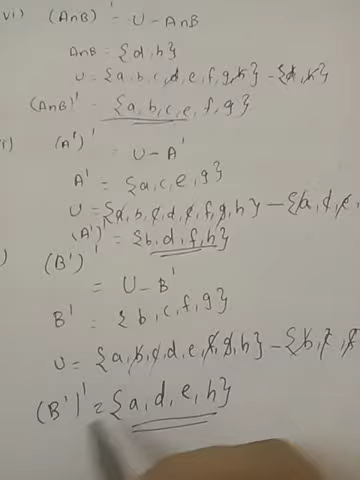 vi) (A∩B)' = U - A∩B
A∩B = {d, h}
U = {a, b, c, d, e, f, g, h} - {d, h}
(A∩B)' = {a, b, c, e, f, g}
(A')'
= U - A'
A' = {a, c, e, g}
U = {a, b, c, d, e, f, g, h} - {a, c, e,
(A')' = {b, d, f, h}
) (B')'
= U - B'
B' = {b, c, f, g}
U = {a, b, c, d, e, f, g, h} - {b, c, f
(B')' = {a, d, e, h}